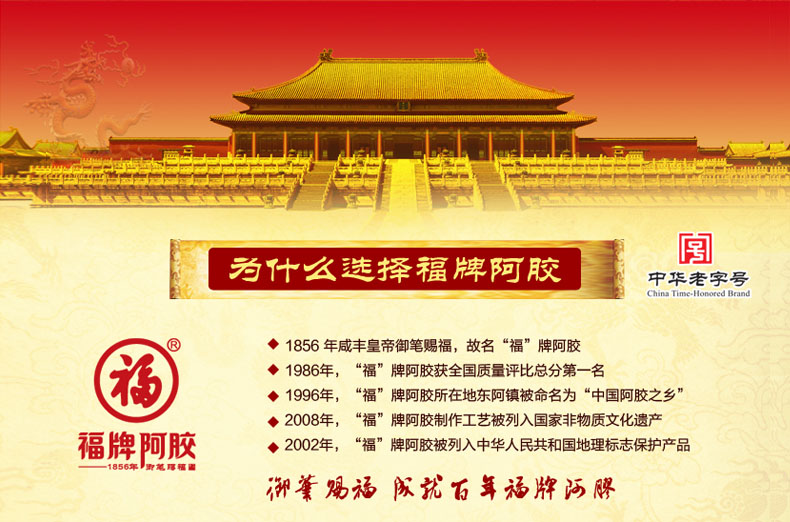 为什么选择福牌阿胶
中华老字号
China Time-Honored Brand
1856 年咸丰皇帝御笔赐福，故名“福”牌阿胶
1986年，“福”牌阿胶获全国质量评比总分第一名
1996年，“福”牌阿胶所在地东阿镇被命名为“中国阿胶之乡”
2008年，“福”牌阿胶制作工艺被列入国家非物质文化遗产
2002年，“福”牌阿胶被列入中华人民共和国地理标志保护产品
福®
福牌阿胶
1856年 御笔赐福
御笔赐福 成就百年福牌阿胶